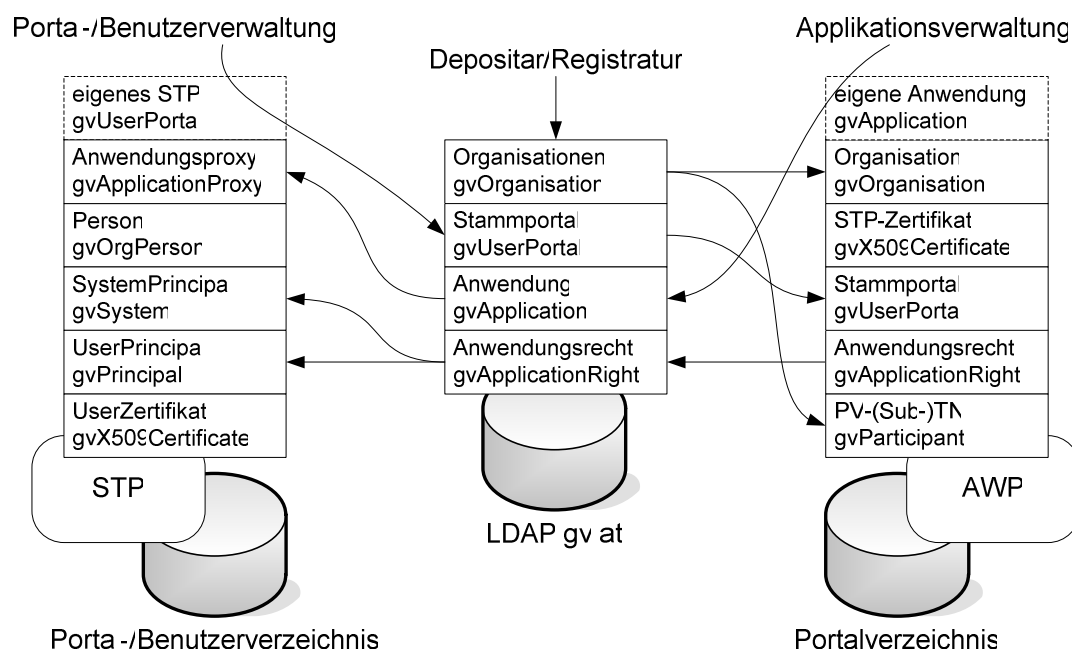 Porta-/Benutzerverwaltung
Depositar/Registratur
Applikationsverwaltung
eigenes STP
gvUserPorta
Anwendungsproxy
gvApplicationProxy
Person
gvOrgPerson
SystemPrincipa
gvSystem
UserPrincipa
gvPrincipal
UserZertifikat
gvX509Certificate
STP
Porta-/Benutzerverzeichnis
Organisationen
gvOrganisation
Stammportal
gvUserPortal
Anwendung
gvApplication
Anwendungsrecht
gvApplicationRight
LDAP gv at
eigene Anwendung
gvApplication
Organisation
gvOrganisation
STP-Zertifikat
gvX509Certificate
Stammportal
gvUserPorta
Anwendungsrecht
gvApplicationRight
PV-(Sub-)TN
gvParticipant
AWP
Portalverzeichnis